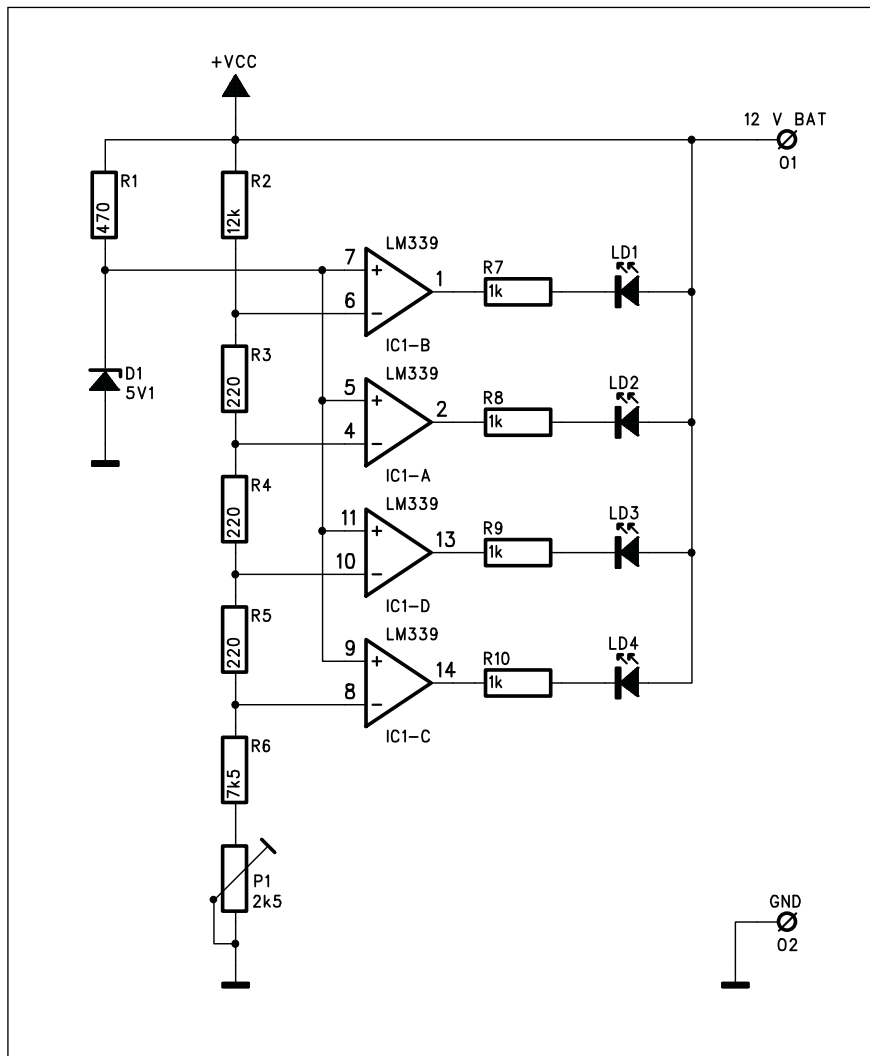 +VCC
12 V BAT
O1
R1
470
R2
12k
LM339
7
+
6
−
1
IC1-B
R7
1k
LD1
R3
220
D1
5V1
LM339
5
+
4
−
2
IC1-A
R8
1k
LD2
R4
220
LM339
11
+
10
−
13
IC1-D
R9
1k
LD3
R5
220
LM339
9
+
8
−
14
IC1-C
R10
1k
LD4
R6
7k5
P1
2k5
GND
O2